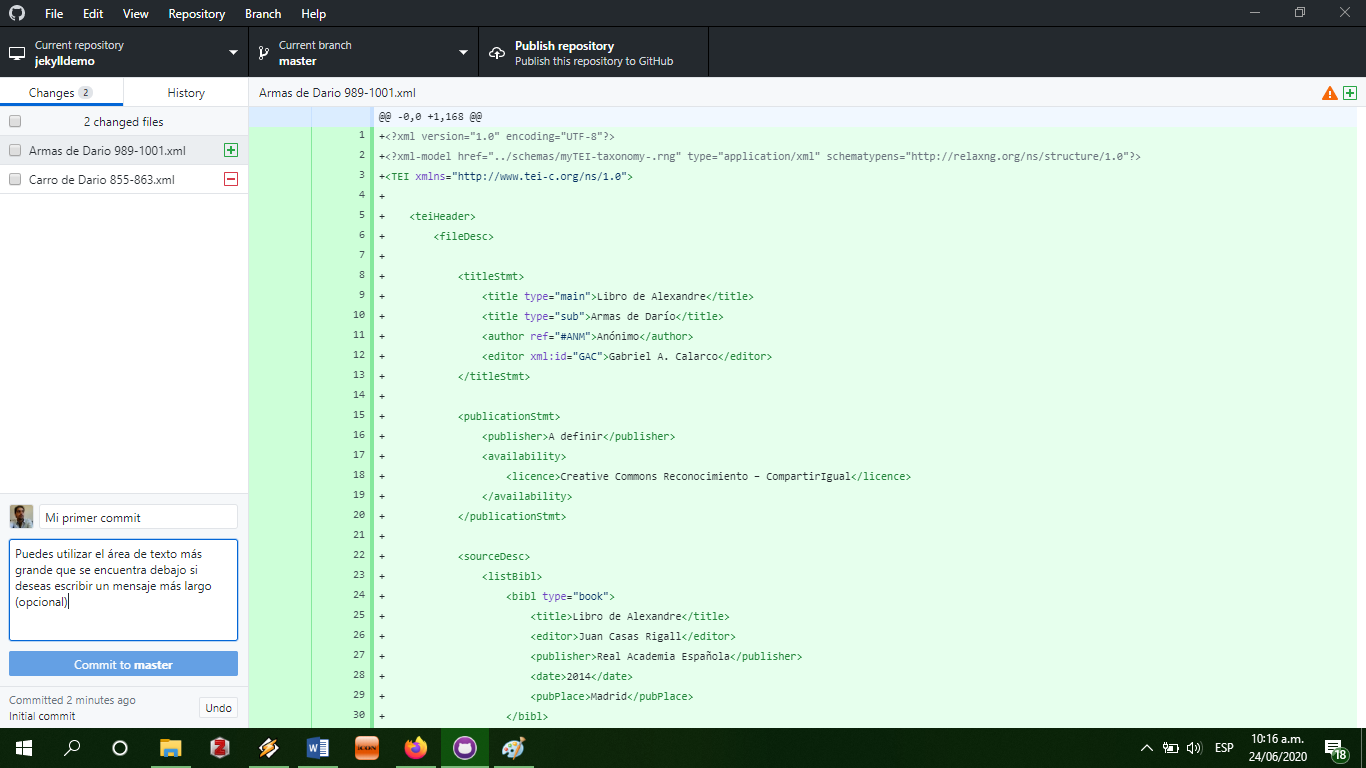 File Edit View Repository Branch Help
Current repository
jekylldemo
Current branch
master
Publish repository
Publish this repository to GitHub
Changes 2
History
Armas de Dario 989-1001.xml
2 changed files
Armas de Dario 989-1001.xml
Carro de Dario 855-863.xml
@@ -0,0 +1,168 @@
1 +<?xml version="1.0" encoding="UTF-8"?>
2 +<?xml-model href="../schemas/myTEI-taxonomy-.rng" type="application/xml" schematypens="http://relaxng.org/ns/structure/1.0"?>
3 +<TEI xmlns="http://www.tei-c.org/ns/1.0">
4 +
5 + <teiHeader>
6 + <fileDesc>
7 +
8 + <titleStmt>
9 + <title type="main">Libro de Alexandre</title>
10 + <title type="sub">Armas de Darío</title>
11 + <author ref="#ANM">Anónimo</author>
12 + <editor xml:id="GAC">Gabriel A. Calarco</editor>
13 + </titleStmt>
14 +
15 + <publicationStmt>
16 + <publisher>A definir</publisher>
17 + <availability>
18 + <licence>Creative Commons Reconocimiento – CompartirIgual</licence>
19 + </availability>
20 + </publicationStmt>
21 +
22 + <sourceDesc>
23 + <listBibl>
24 + <bibl type="book">
25 + <title>Libro de Alexandre</title>
26 + <editor>Juan Casas Rigall</editor>
27 + <publisher>Real Academia Española</publisher>
28 + <date>2014</date>
29 + <pubPlace>Madrid</pubPlace>
30 + </bibl>
Mi primer commit
Puedes utilizar el área de texto más
grande que se encuentra debajo si
deseas escribir un mensaje más largo
(opcional)
Commit to master
Committed 2 minutes ago
Initial commit
Undo
ESP
10:16 a.m.
24/06/2020
18